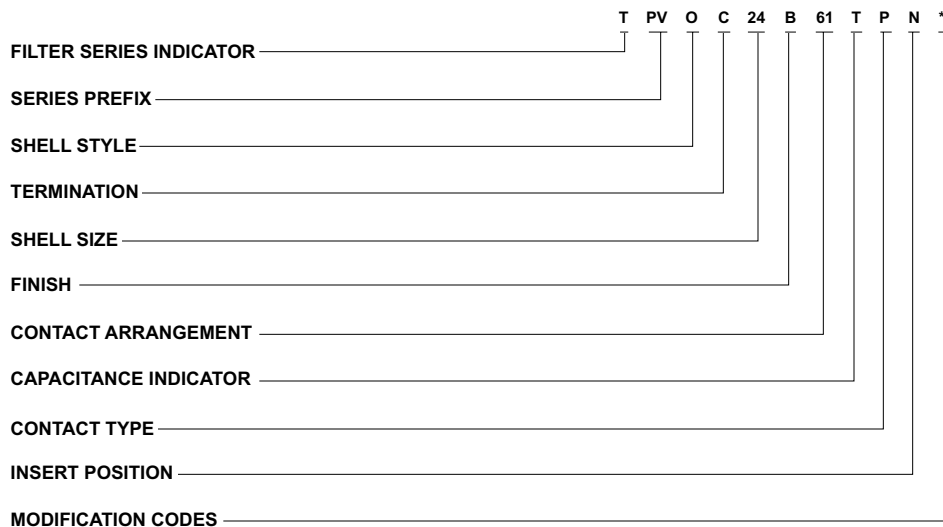 T PV O C 24 B 61 T P N *
FILTER SERIES INDICATOR
SERIES PREFIX
SHELL STYLE
TERMINATION
SHELL SIZE
FINISH
CONTACT ARRANGEMENT
CAPACITANCE INDICATOR
CONTACT TYPE
INSERT POSITION
MODIFICATION CODES